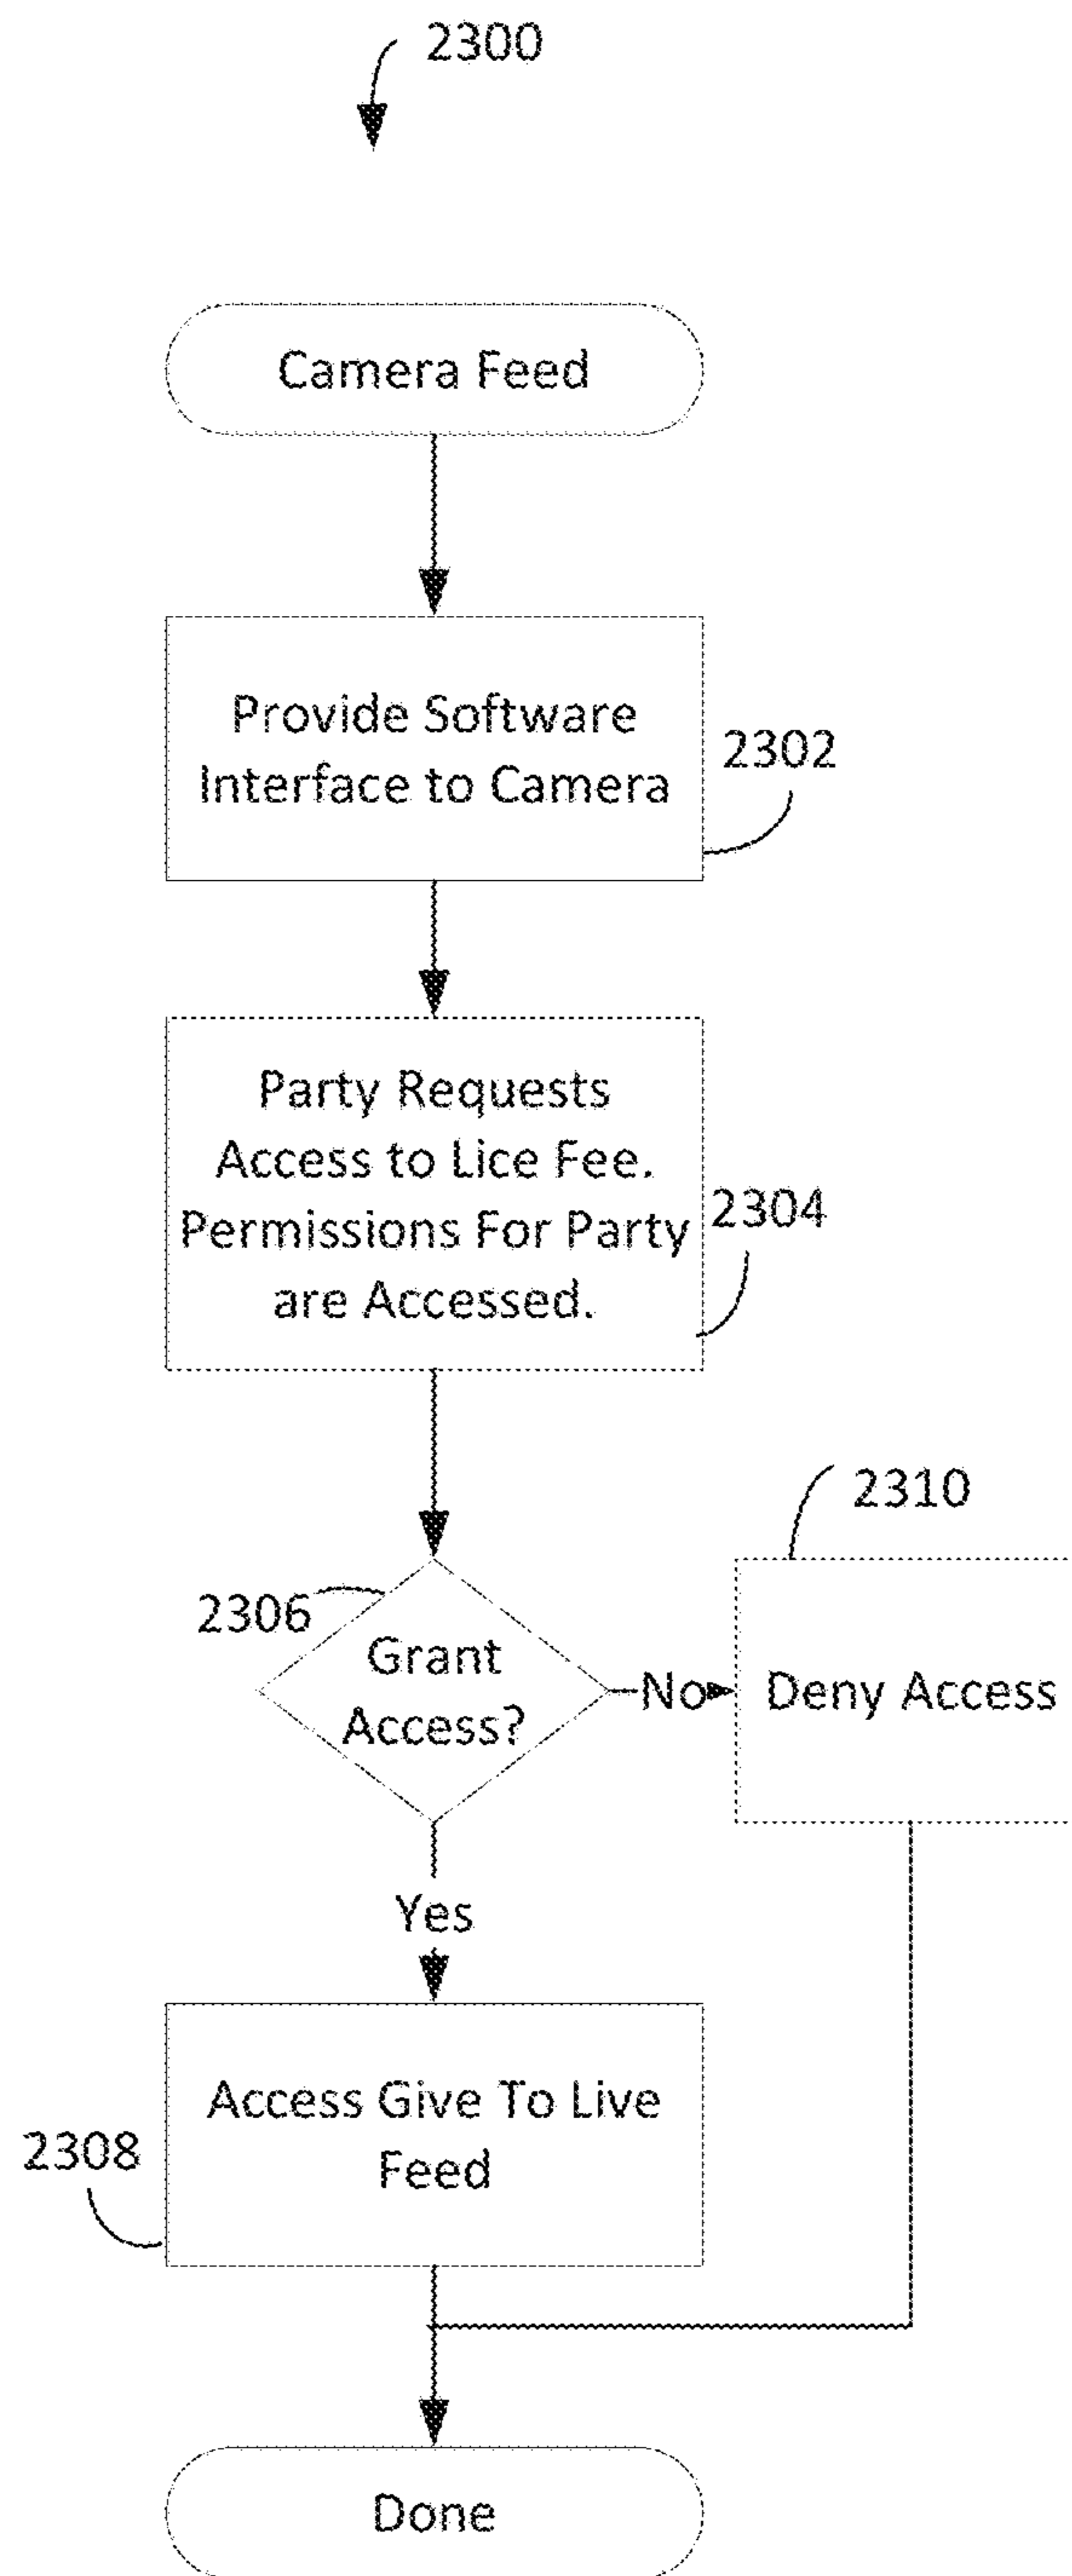 2300
Camera Feed
Provide Software
Interface to Camera
2302
Party Requests
Access to Lice Fee.
Permissions For Party
are Accessed.
2304
2306
Grant
Access?
No
2310
Deny Access
Yes
Access Give To Live
Feed
2308
Done